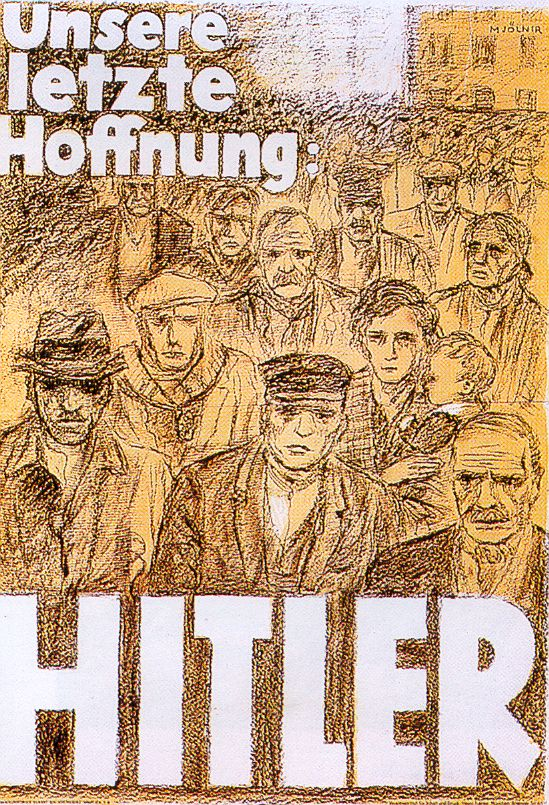 Unsere
letzte
Hoffnung:
MJÖLNIR
HITLER